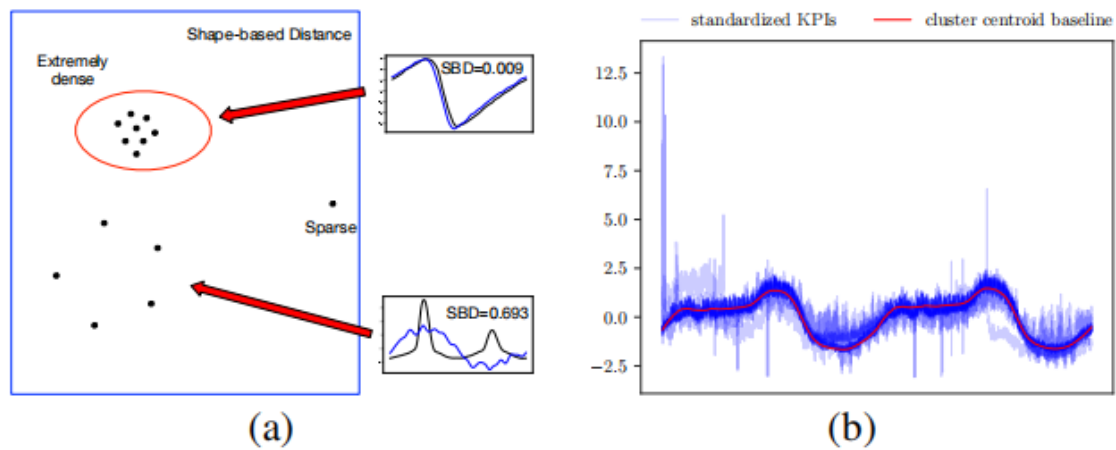 Shape-based Distance
Extremely
dense
Sparse
SBD=0.009
SBD=0.693
(a)
standardized KPIs
cluster centroid baseline
12.5
10.0
7.5
5.0
2.5
0.0
−2.5
(b)